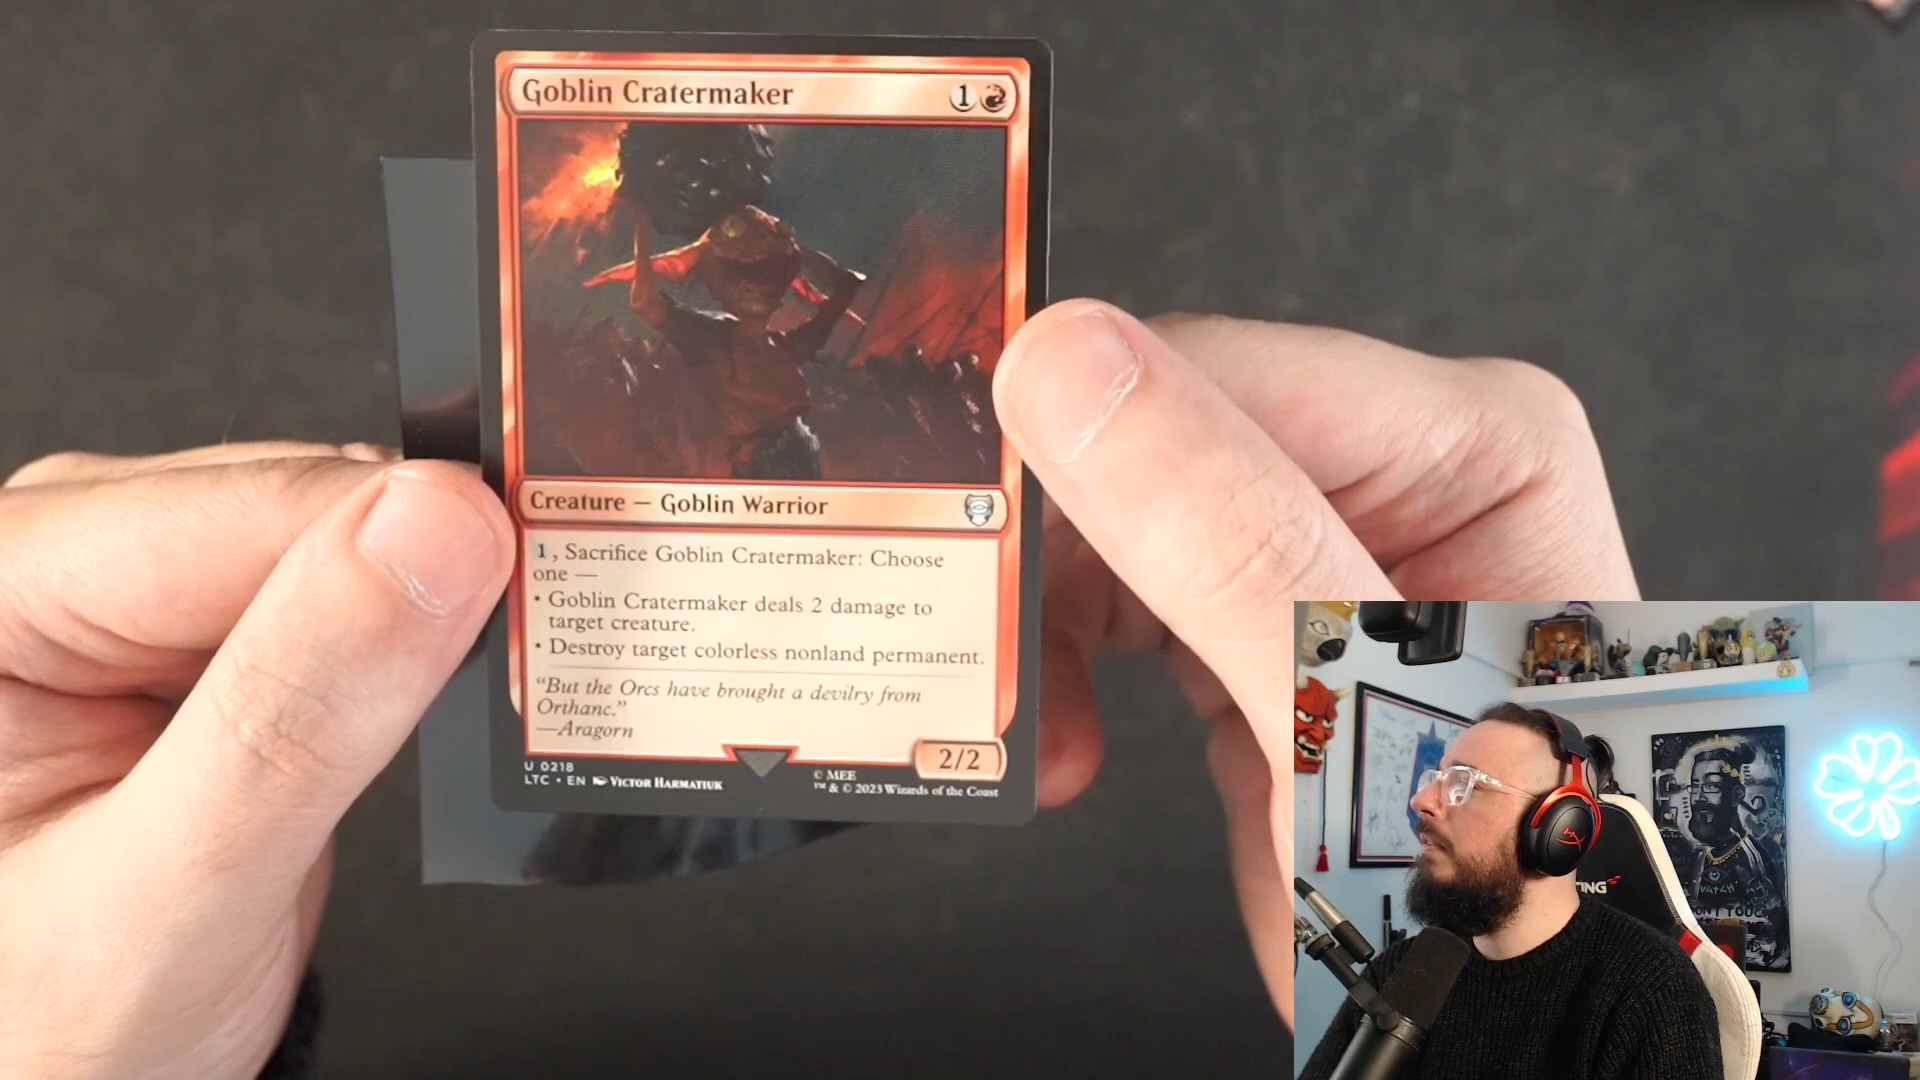 Goblin Cratermaker 1
Creature — Goblin Warrior
1, Sacrifice Goblin Cratermaker: Choose
one —
• Goblin Cratermaker deals 2 damage to
target creature.
• Destroy target colorless nonland permanent.
“But the Orcs have brought a devilry from
Orthanc.”
—Aragorn
2/2
U 0218
LTC • EN Victor Harmatiuk
© MEE
™ & © 2023 Wizards of the Coast
HX